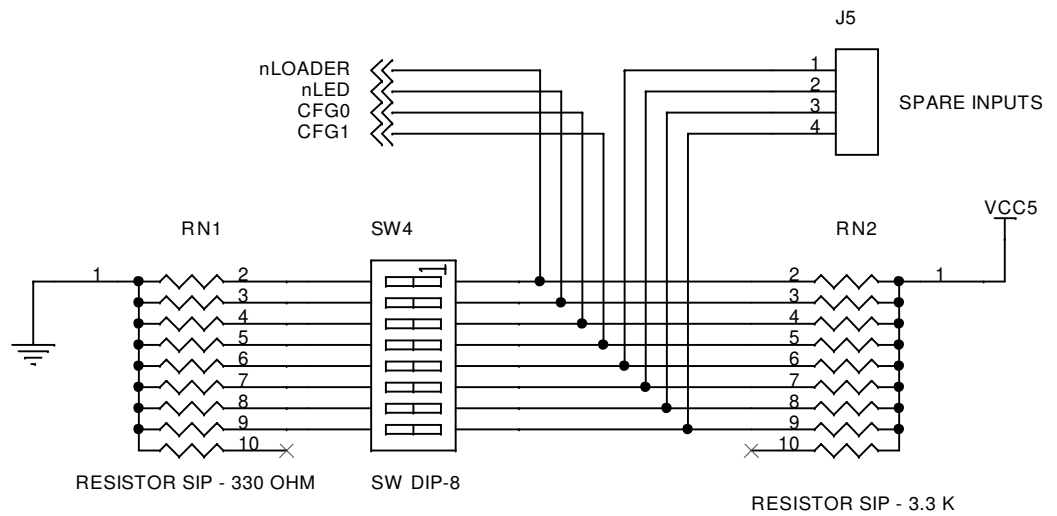 J5
nLOADER
nLED
CFG0
CFG1
1
2
3
4
SPARE INPUTS
VCC5
RN1
SW4
RN2
1
2
1
2
1
3
3
4
4
5
5
6
6
7
7
8
8
9
9
10
10
RESISTOR SIP - 330 OHM
SW DIP-8
RESISTOR SIP - 3.3 K